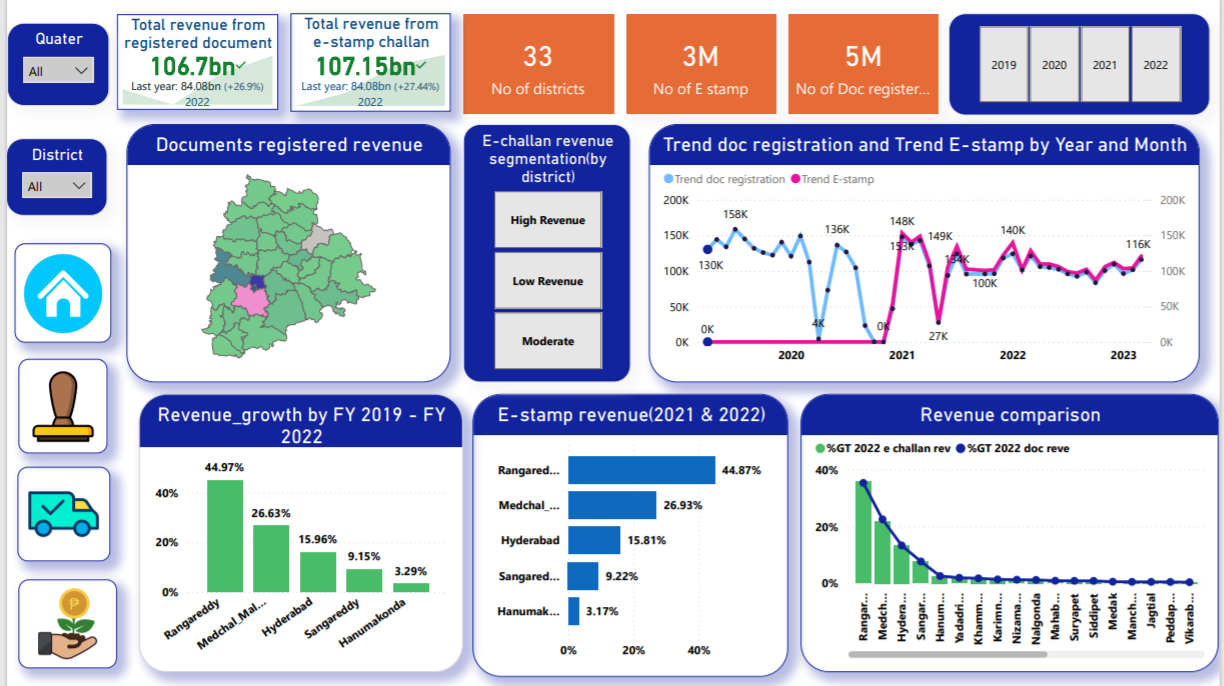 Quater
All
Total revenue from
registered document
106.7bn
Last year: 84.08bn (+26.9%)
2022
Total revenue from
e-stamp challan
107.15bn
Last year: 84.08bn (+27.44%)
2022
33
No of districts
3M
No of E stamp
5M
No of Doc register...
2019
2020
2021
2022
District
All
Documents registered revenue
E-challan revenue
segmentation(by
district)
High Revenue
Low Revenue
Moderate
Trend doc registration and Trend E-stamp by Year and Month
Trend doc registration
Trend E-stamp
200K
150K
100K
50K
0K
200K
150K
100K
50K
0K
130K
158K
0K
4K
136K
0K
148K
153K
149K
27K
134K
100K
140K
116K
2020
2021
2022
2023
Revenue_growth by FY 2019 - FY
2022
40%
20%
0%
44.97%
26.63%
15.96%
9.15%
3.29%
Rangareddy
Medchal_Mal...
Hyderabad
Sangareddy
Hanumakonda
E-stamp revenue(2021 & 2022)
Rangared...
44.87%
Medchal_...
26.93%
Hyderabad
15.81%
Sangared...
9.22%
Hanumak...
3.17%
0%
20%
40%
Revenue comparison
%GT 2022 e challan rev
%GT 2022 doc reve
40%
20%
0%
Rangar...
Medch...
Hydera...
Sangar...
Hanum...
Yadadri...
Khamm...
Karimn...
Nizama...
Nalgonda
Mahab...
Suryapet
Siddipet
Medak
Manch...
Jagtial
Peddap...
Vikarab...